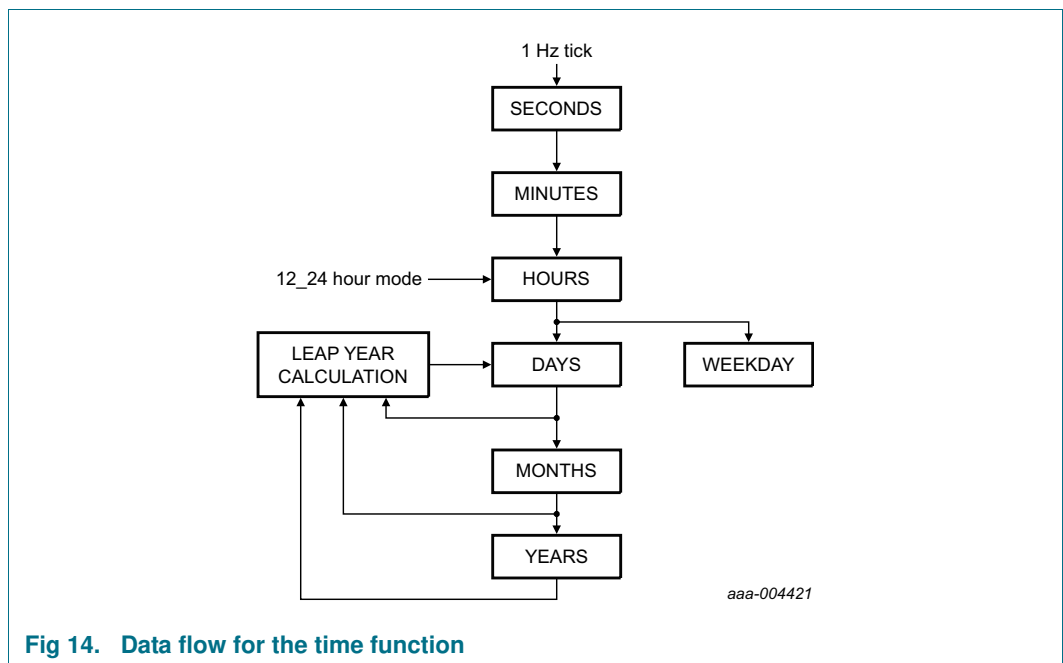 1 Hz tick
SECONDS
MINUTES
12_24 hour mode
HOURS
LEAP YEAR
CALCULATION
DAYS
WEEKDAY
MONTHS
YEARS
aaa-004421
Fig 14. Data flow for the time function